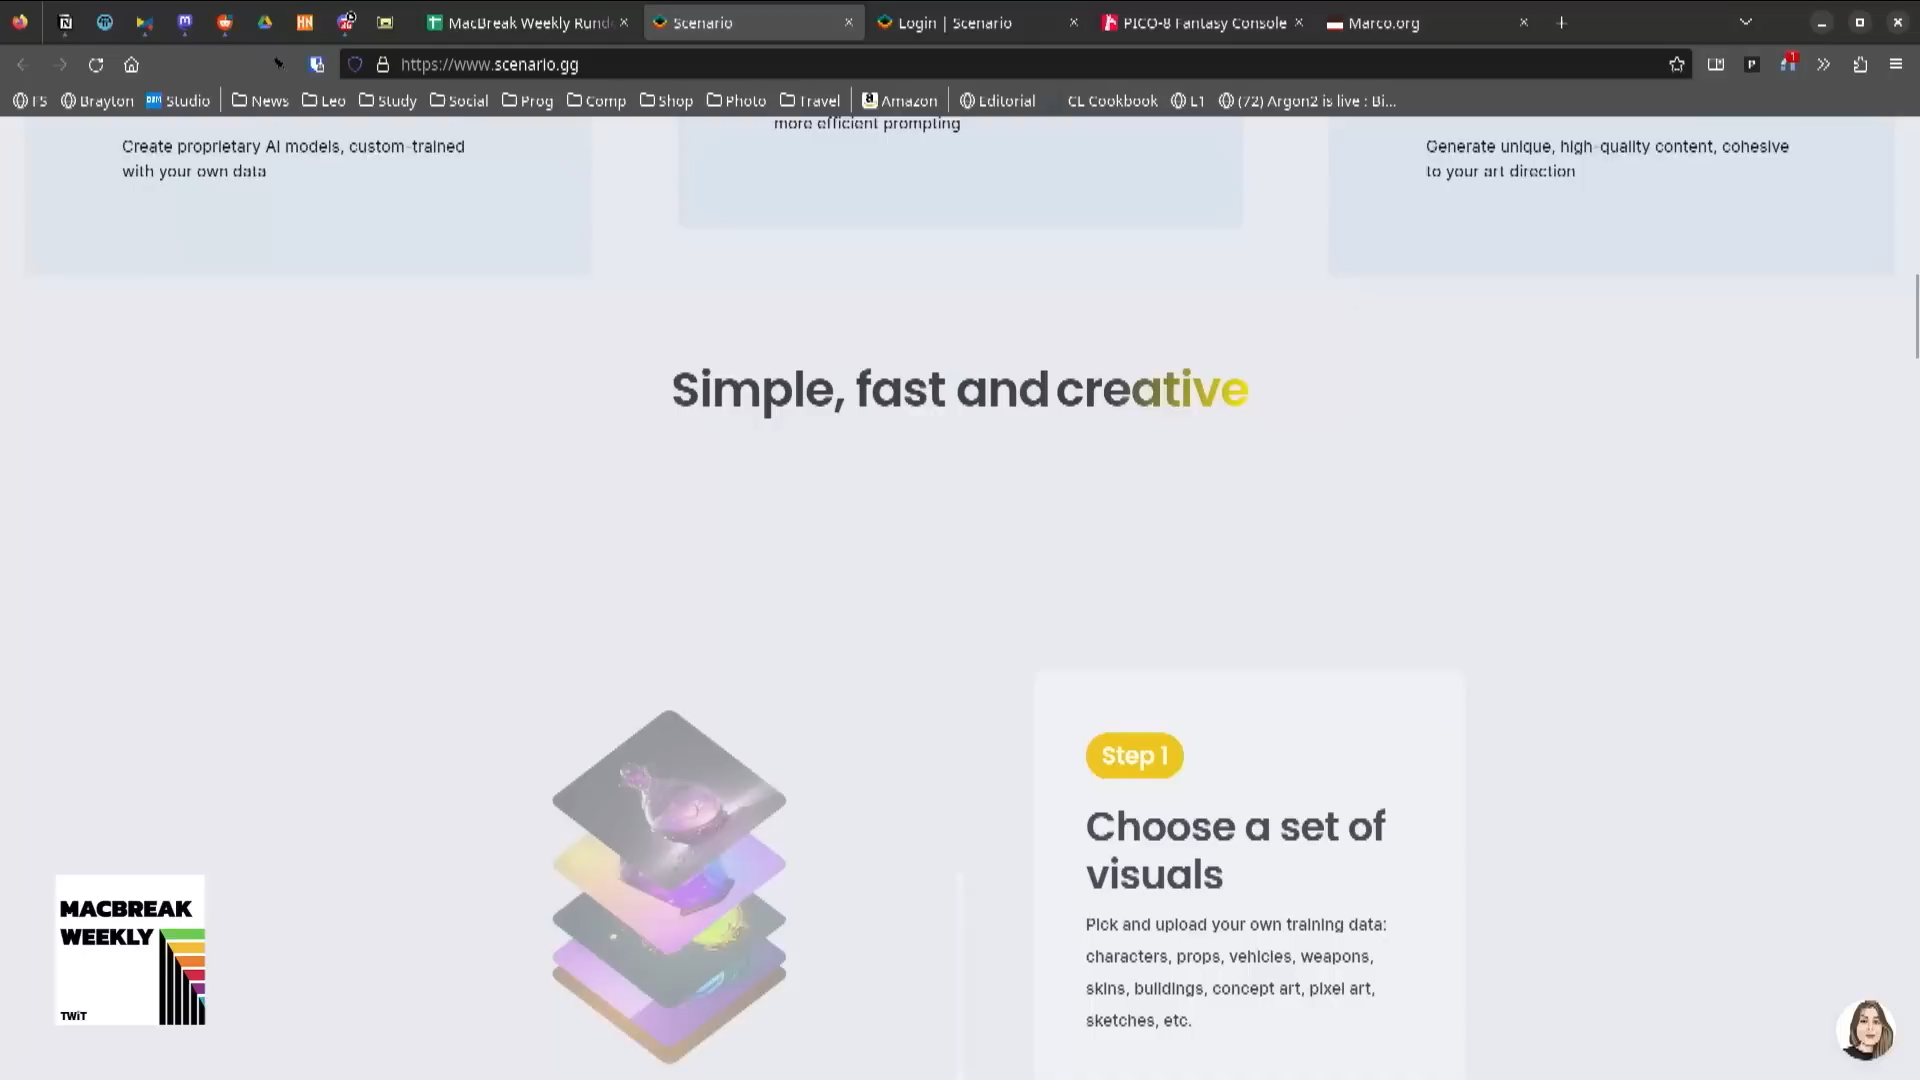 MacBreak Weekly Rund
Scenario
Login | Scenario
PICO-8 Fantasy Console
Marco.org
https://www.scenario.gg
FS
Brayton
Studio
News
Leo
Study
Social
Prog
Comp
Shop
Photo
Travel
Amazon
Editorial
CL Cookbook
L1
(72) Argon2 is live : Bi...
more efficient prompting
Create proprietary AI models, custom-trained
with your own data
Generate unique, high-quality content, cohesive
to your art direction
Simple, fast and creative
Step 1
Choose a set of
visuals
Pick and upload your own training data:
characters, props, vehicles, weapons,
skins, buildings, concept art, pixel art,
sketches, etc.
MACBREAK
WEEKLY
TWiT